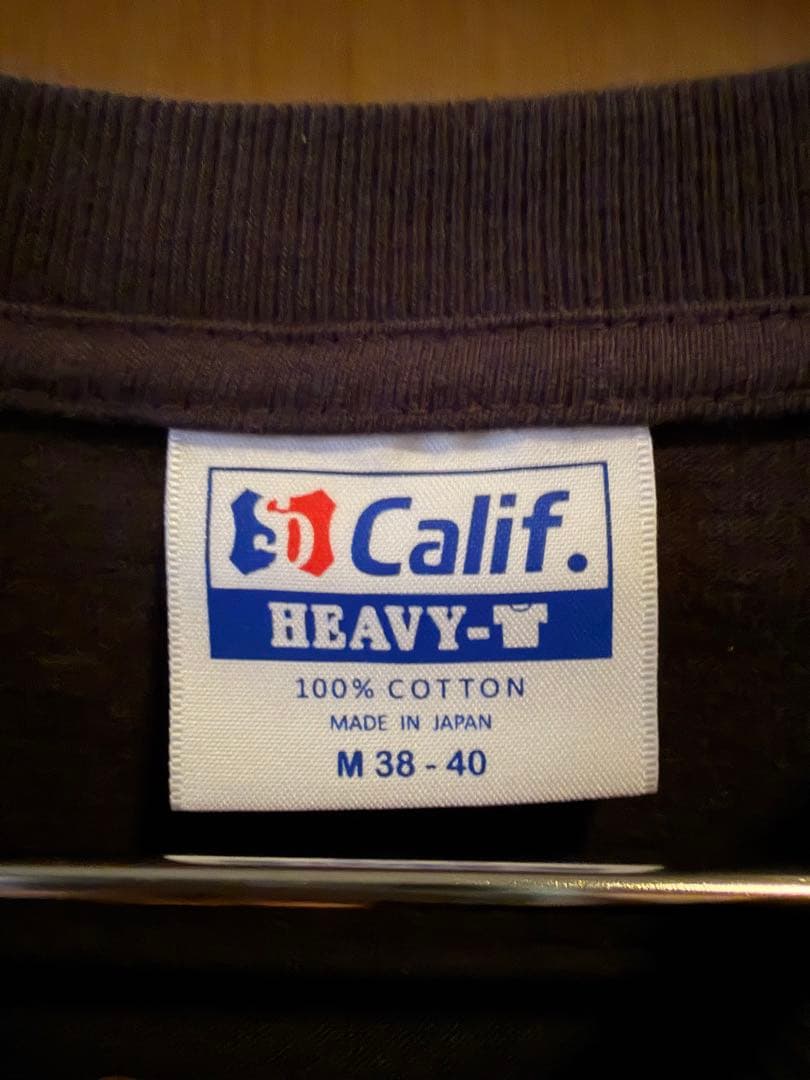 SD Calif.
HEAVY-
100% COTTON
MADE IN JAPAN
M 38 - 40